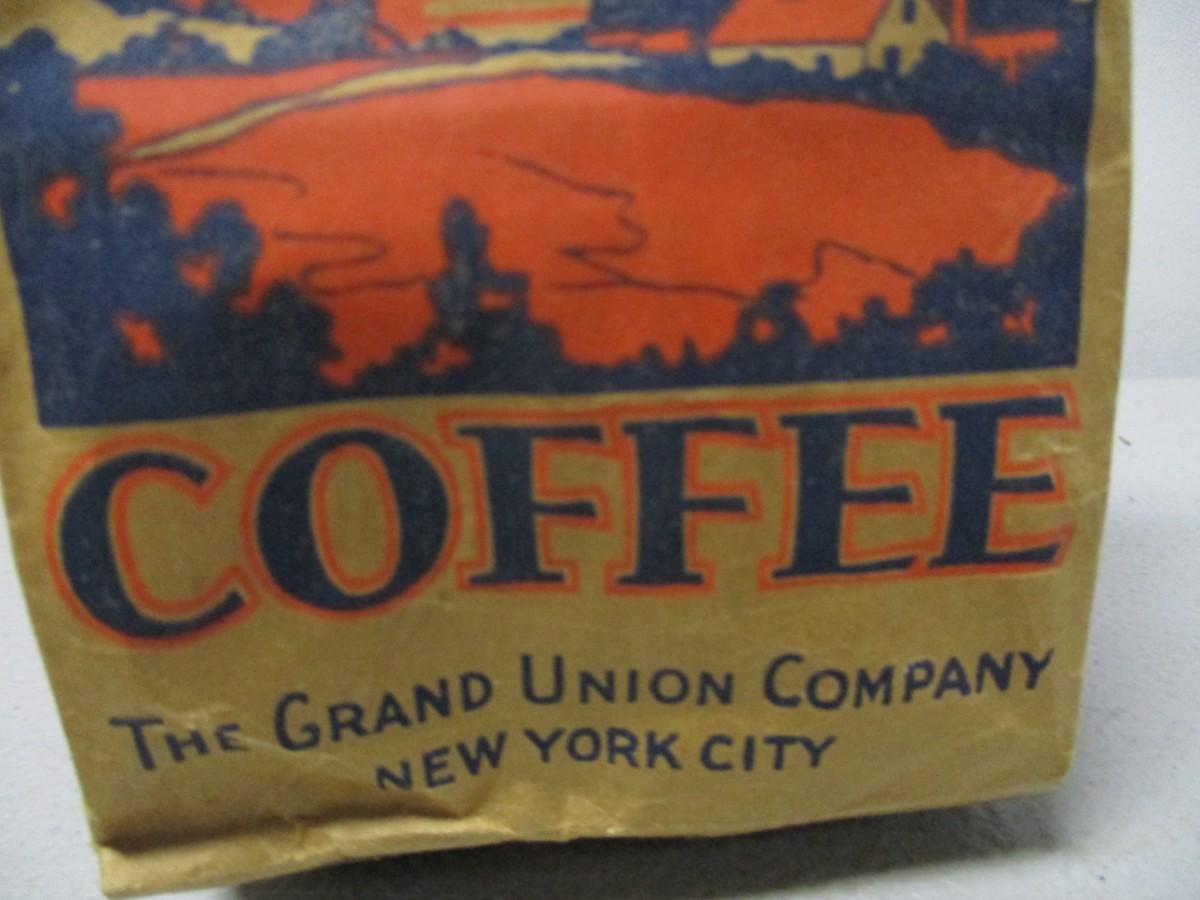 COFFEE
THE GRAND UNION COMPANY
NEW YORK CITY